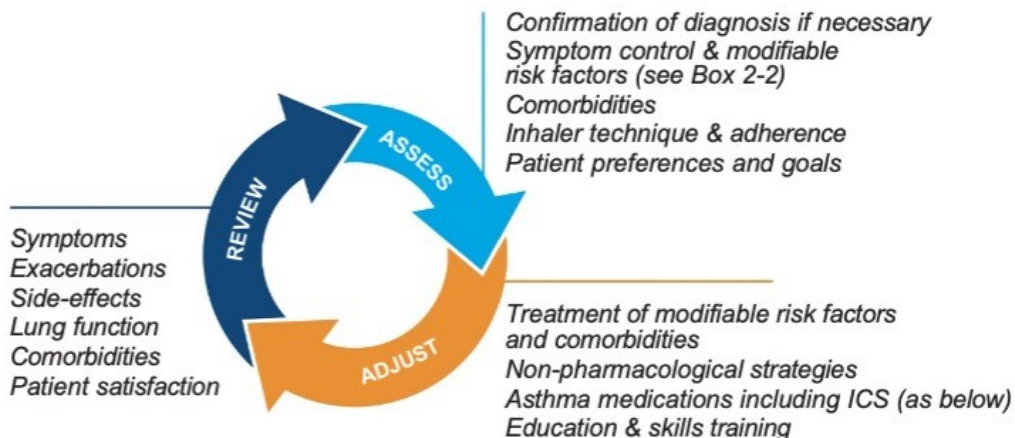 Confirmation of diagnosis if necessary
Symptom control & modifiable
risk factors (see Box 2-2)
Comorbidities
Inhaler technique & adherence
Patient preferences and goals
ASSESS
REVIEW
Symptoms
Exacerbations
Side-effects
Lung function
Comorbidities
Patient satisfaction
ADJUST
Treatment of modifiable risk factors
and comorbidities
Non-pharmacological strategies
Asthma medications including ICS (as below)
Education & skills training